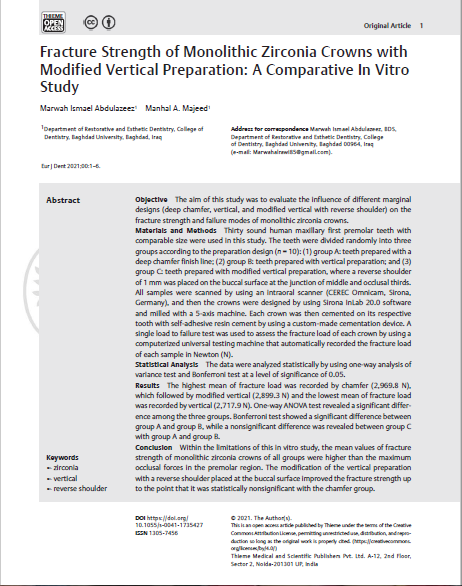 THIEME
OPEN
ACCESS
Original Article 1
Fracture Strength of Monolithic Zirconia Crowns with
Modified Vertical Preparation: A Comparative In Vitro
Study
Marwah Ismael Abdulazeez¹ Manhal A. Majeed¹
¹Department of Restorative and Esthetic Dentistry, College of
Dentistry, Baghdad University, Baghdad, Iraq
Address for correspondence Marwah Ismael Abdulazeez, BDS,
Department of Restorative and Esthetic Dentistry, College
of Dentistry, Baghdad University, Baghdad 00964, Iraq
(e-mail: Marwahalrawi85@gmail.com).
Eur J Dent 2021;00:1–6.
Abstract
Objective The aim of this study was to evaluate the influence of different marginal
designs (deep chamfer, vertical, and modified vertical with reverse shoulder) on the
fracture strength and failure modes of monolithic zirconia crowns.
Materials and Methods Thirty sound human maxillary first premolar teeth with
comparable size were used in this study. The teeth were divided randomly into three
groups according to the preparation design (n = 10): (1) group A: teeth prepared with a
deep chamfer finish line; (2) group B: teeth prepared with vertical preparation; and (3)
group C: teeth prepared with modified vertical preparation, where a reverse shoulder
of 1 mm was placed on the buccal surface at the junction of middle and occlusal thirds.
All samples were scanned by using an intraoral scanner (CEREC Omnicam, Sirona,
Germany), and then the crowns were designed by using Sirona InLab 20.0 software
and milled with a 5-axis machine. Each crown was then cemented on its respective
tooth with self-adhesive resin cement by using a custom-made cementation device. A
single load to failure test was used to assess the fracture load of each crown by using a
computerized universal testing machine that automatically recorded the fracture load
of each sample in Newton (N).
Statistical Analysis The data were analyzed statistically by using one-way analysis of
variance test and Bonferroni test at a level of significance of 0.05.
Results The highest mean of fracture load was recorded by chamfer (2,969.8 N),
which followed by modified vertical (2,899.3 N) and the lowest mean of fracture load
was recorded by vertical (2,717.9 N). One-way ANOVA test revealed a significant differ-
ence among the three groups. Bonferroni test showed a significant difference between
group A and group B, while a nonsignificant difference was revealed between group C
with group A and group B.
Conclusion Within the limitations of this in vitro study, the mean values of fracture
strength of monolithic zirconia crowns of all groups were higher than the maximum
occlusal forces in the premolar region. The modification of the vertical preparation
with a reverse shoulder placed at the buccal surface improved the fracture strength up
to the point that it was statistically nonsignificant with the chamfer group.
Keywords
► zirconia
► vertical
► reverse shoulder
DOI https://doi.org/
10.1055/s-0041-1735427
ISSN 1305-7456
© 2021. The Author(s).
This is an open access article published by Thieme under the terms of the Creative
Commons Attribution License, permitting unrestricted use, distribution, and repro-
duction so long as the original work is properly cited. (https://creativecommons.
org/licenses/by/4.0/)
Thieme Medical and Scientific Publishers Pvt. Ltd. A-12, 2nd Floor,
Sector 2, Noida-201301 UP, India